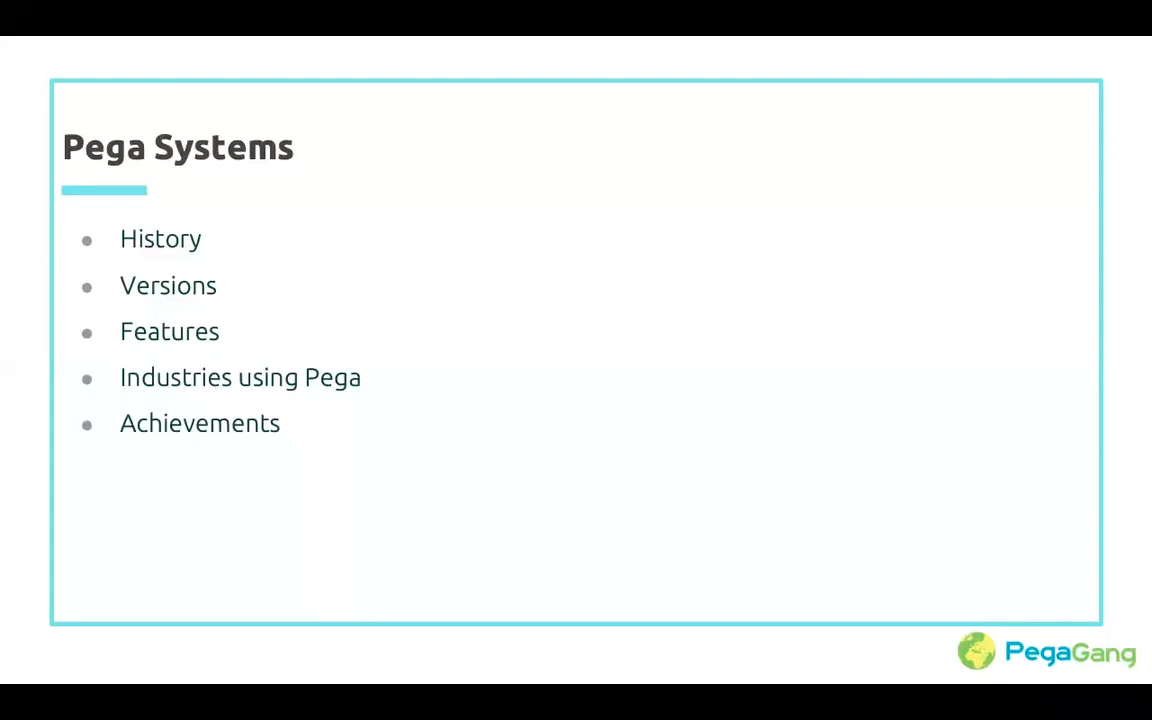 Pega Systems
● History
● Versions
● Features
● Industries using Pega
● Achievements
PegaGang